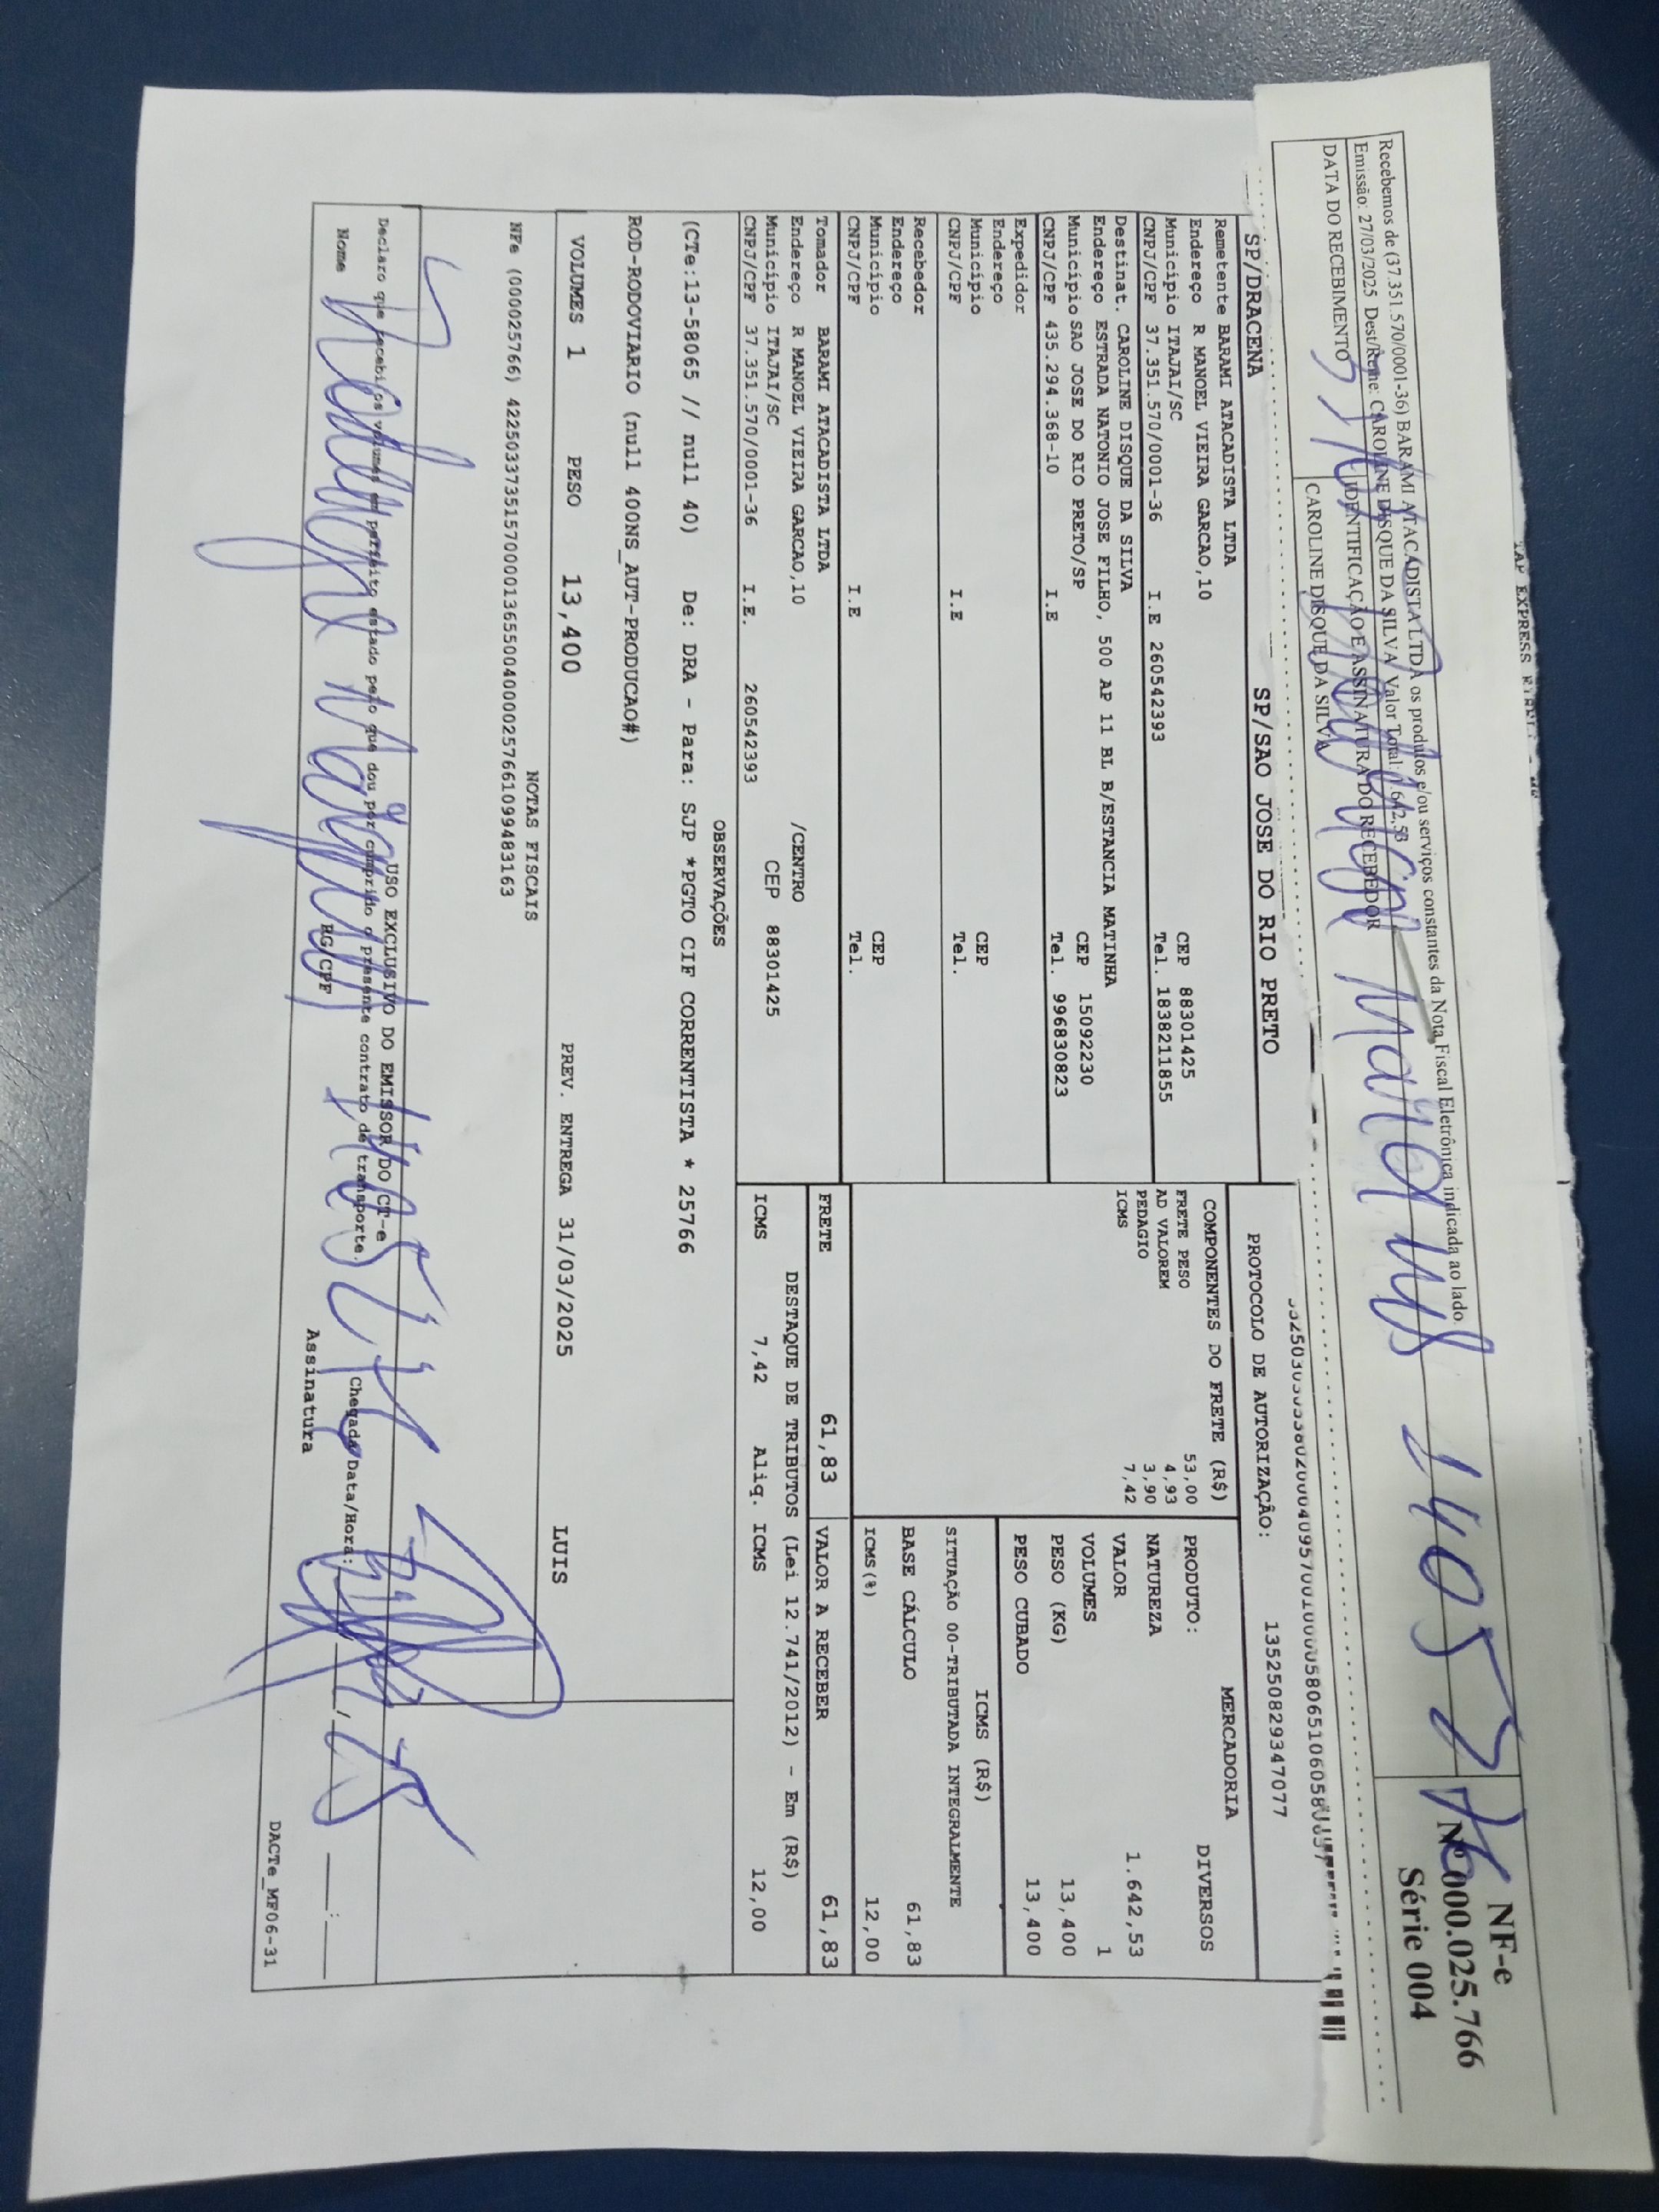 Recebemos de (37.351.570/0001-36) BARAMI ATACADISTA LTDA os produtos e/ou serviços constantes da Nota Fiscal Eletrônica indicada ao lado.
Emissão: 27/03/2025 Dest/Reme: CAROLINE DISQUE DA SILVA Valor Total: 1.642,53
DATA DO RECEBIMENTO
IDENTIFICAÇÃO E ASSINATURA DO RECEBEDOR
CAROLINE DISQUE DA SILVA
NF-e
Nº 000.025.766
Série 004
TAP EXPRESS
SP/DRACENA SP/SAO JOSE DO RIO PRETO
PROTOCOLO DE AUTORIZAÇÃO: 135250829347077
Remetente BARAMI ATACADISTA LTDA
Endereço R MANOEL VIEIRA GARCAO,10
Município ITAJAI/SC CEP 88301425
CNPJ/CPF 37.351.570/0001-36 I.E 260542393 Tel. 1838211855
Destinat. CAROLINE DISQUE DA SILVA
Endereço ESTRADA NATONIO JOSE FILHO, 500 AP 11 BL B/ESTANCIA MATINHA
Município SAO JOSE DO RIO PRETO/SP CEP 15092230
CNPJ/CPF 435.294.368-10 I.E Tel. 996830823
Expedidor
Endereço
Município CEP
CNPJ/CPF I.E Tel.
Recebedor
Endereço
Município CEP
CNPJ/CPF I.E Tel.
Tomador BARAMI ATACADISTA LTDA
Endereço R MANOEL VIEIRA GARCAO,10 /CENTRO
Município ITAJAI/SC CEP 88301425
CNPJ/CPF 37.351.570/0001-36 I.E. 260542393
COMPONENTES DO FRETE (R$)
FRETE PESO 53,00
AD VALOREM 4,93
PEDAGIO 3,90
ICMS 7,42
MERCADORIA
PRODUTO: DIVERSOS
NATUREZA
VALOR 1.642,53
VOLUMES 1
PESO (KG) 13,400
PESO CUBADO 13,400
ICMS (R$)
SITUAÇÃO 00-TRIBUTADA INTEGRALMENTE
BASE CÁLCULO 61,83
ICMS(%) 12,00
FRETE 61,83 VALOR A RECEBER 61,83
DESTAQUE DE TRIBUTOS (Lei 12.741/2012) - Em (R$)
ICMS 7,42 Aliq. ICMS 12,00
OBSERVAÇÕES
(CTe:13-58065 // null 40) De: DRA - Para: SJP *PGTO CIF CORRENTISTA * 25766
ROD-RODOVIARIO (null 400NS_AUT-PRODUCAO#)
VOLUMES 1 PESO 13,400 PREV. ENTREGA 31/03/2025 LUIS
NOTAS FISCAIS
NFe (000025766) 42250337351570000136550040000257661099483163
USO EXCLUSIVO DO EMISSOR DO CT-e
Declaro que recebi os volumes em perfeito estado pelo que dou por cumprido o presente contrato de transporte.
Nome RG/CPF Assinatura Chegada Data/Hora:
DACTe_MF06-31